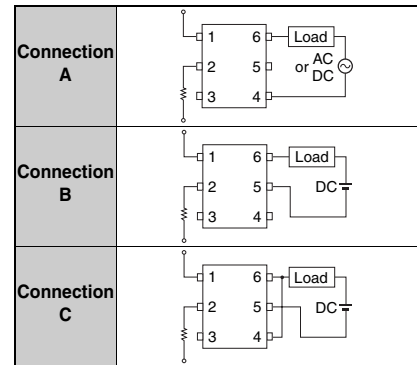 Connection
A
1 6 Load
2 5 or AC
DC
3 4
Connection
B
1 6 Load
2 5 DC
3 4
Connection
C
1 6 Load
2 5 DC
3 4